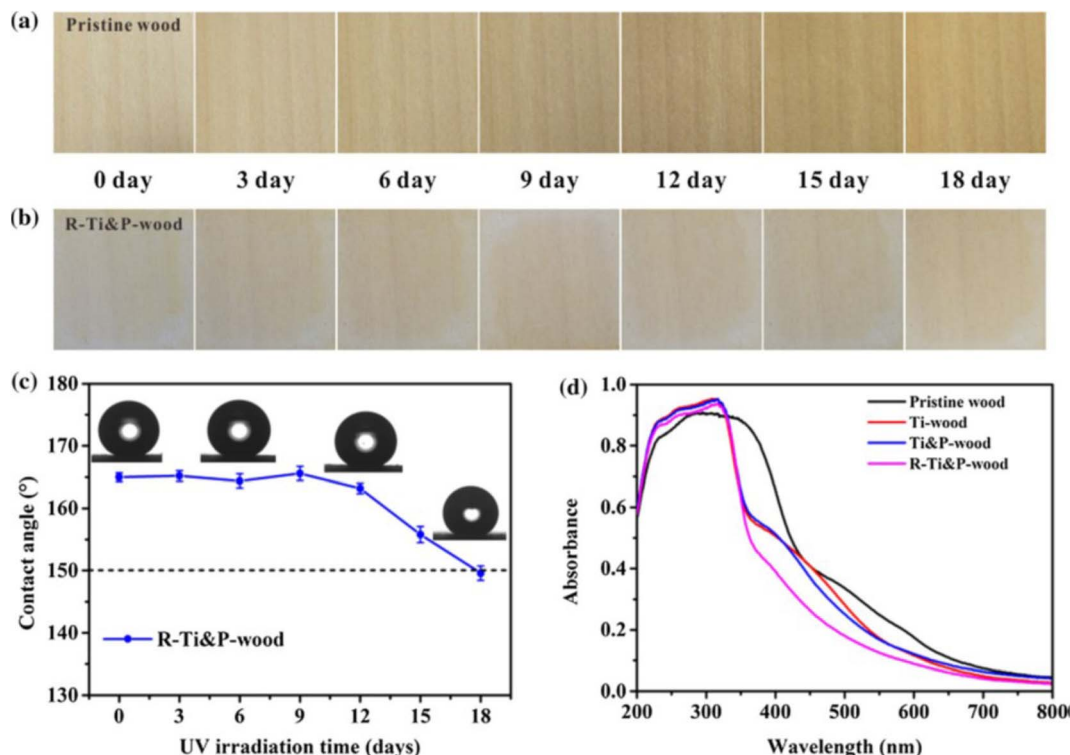 (a)
Pristine wood
0 day 3 day 6 day 9 day 12 day 15 day 18 day
(b)
R-Ti&P-wood
(c)
180
170
160
150
140
130
Contact angle (°)
R-Ti&P-wood
0 3 6 9 12 15 18
UV irradiation time (days)
(d)
1.0
0.8
0.6
0.4
0.2
0.0
Absorbance
Pristine wood
Ti-wood
Ti&P-wood
R-Ti&P-wood
200 300 400 500 600 700 800
Wavelength (nm)